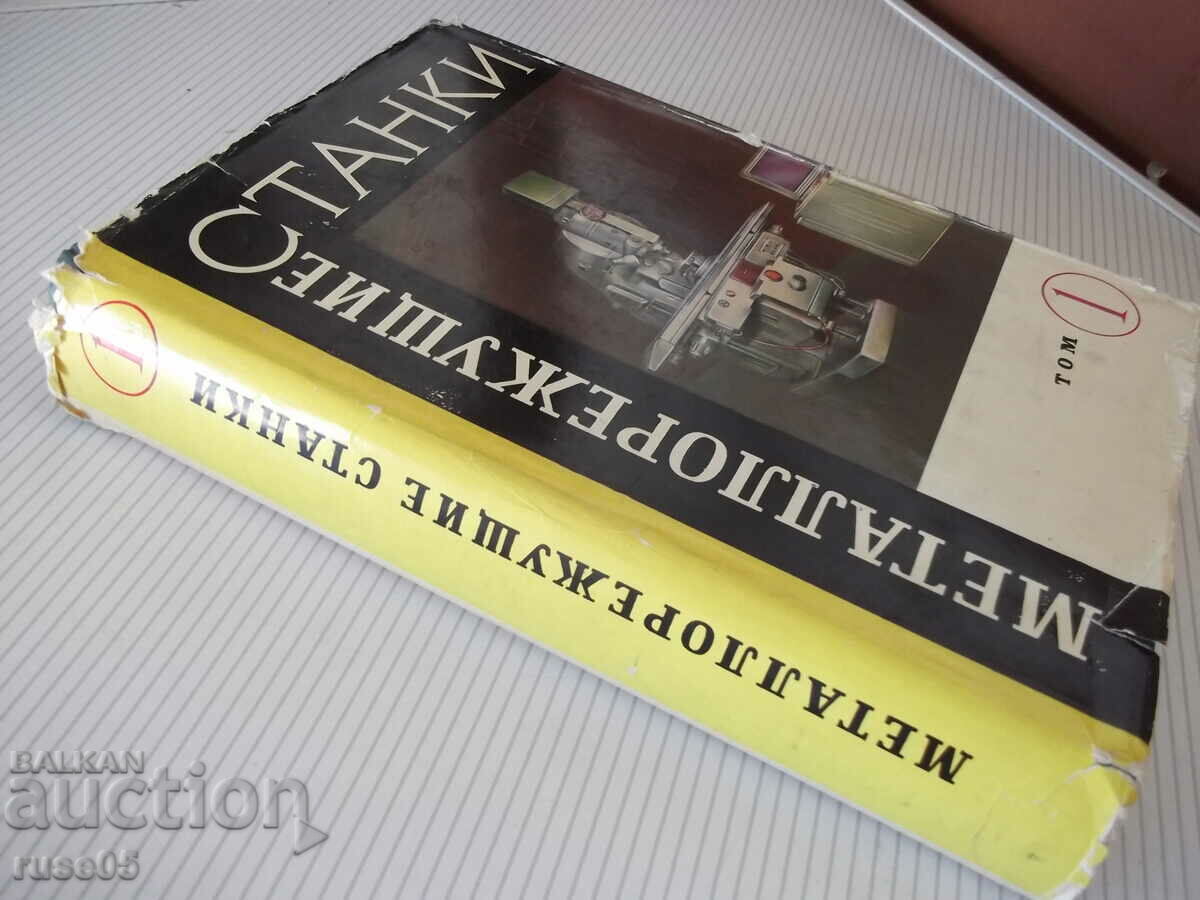 МЕТАЛЛОРЕЖУЩИЕ
СТАНКИ
ТОМ 1
МЕТАЛЛОРЕЖУЩИЕ СТАНКИ 1
BALKAN
auction
ruse05